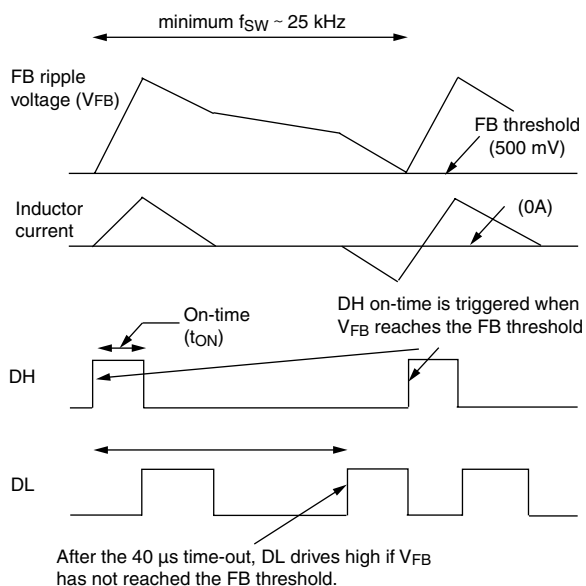 minimum fSW ~ 25 kHz
FB ripple
voltage (VFB)
FB threshold
(500 mV)
Inductor
current
(0A)
DH on-time is triggered when
VFB reaches the FB threshold
On-time
(tON)
DH
DL
After the 40 µs time-out, DL drives high if VFB
has not reached the FB threshold.